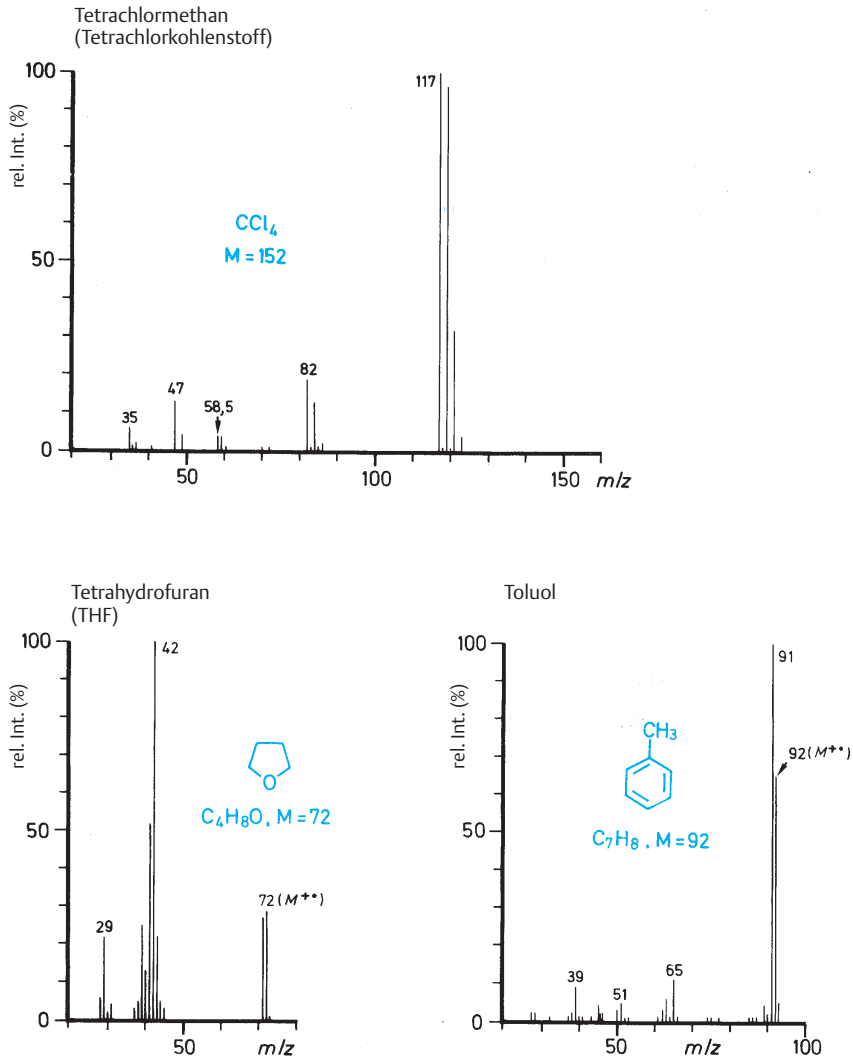 Tetrachlormethan
(Tetrachlorkohlenstoff)
100
117
rel. Int. (%)
CCl₄
M = 152
50
82
47
58,5
35
0
50
100
150
m/z
Tetrahydrofuran
(THF)
100
42
rel. Int. (%)
O
C₄H₈O, M = 72
50
72 (M⁺•)
29
0
50
m/z
Toluol
100
91
rel. Int. (%)
CH₃
92 (M⁺•)
C₇H₈, M = 92
50
65
39
51
0
50
100
m/z